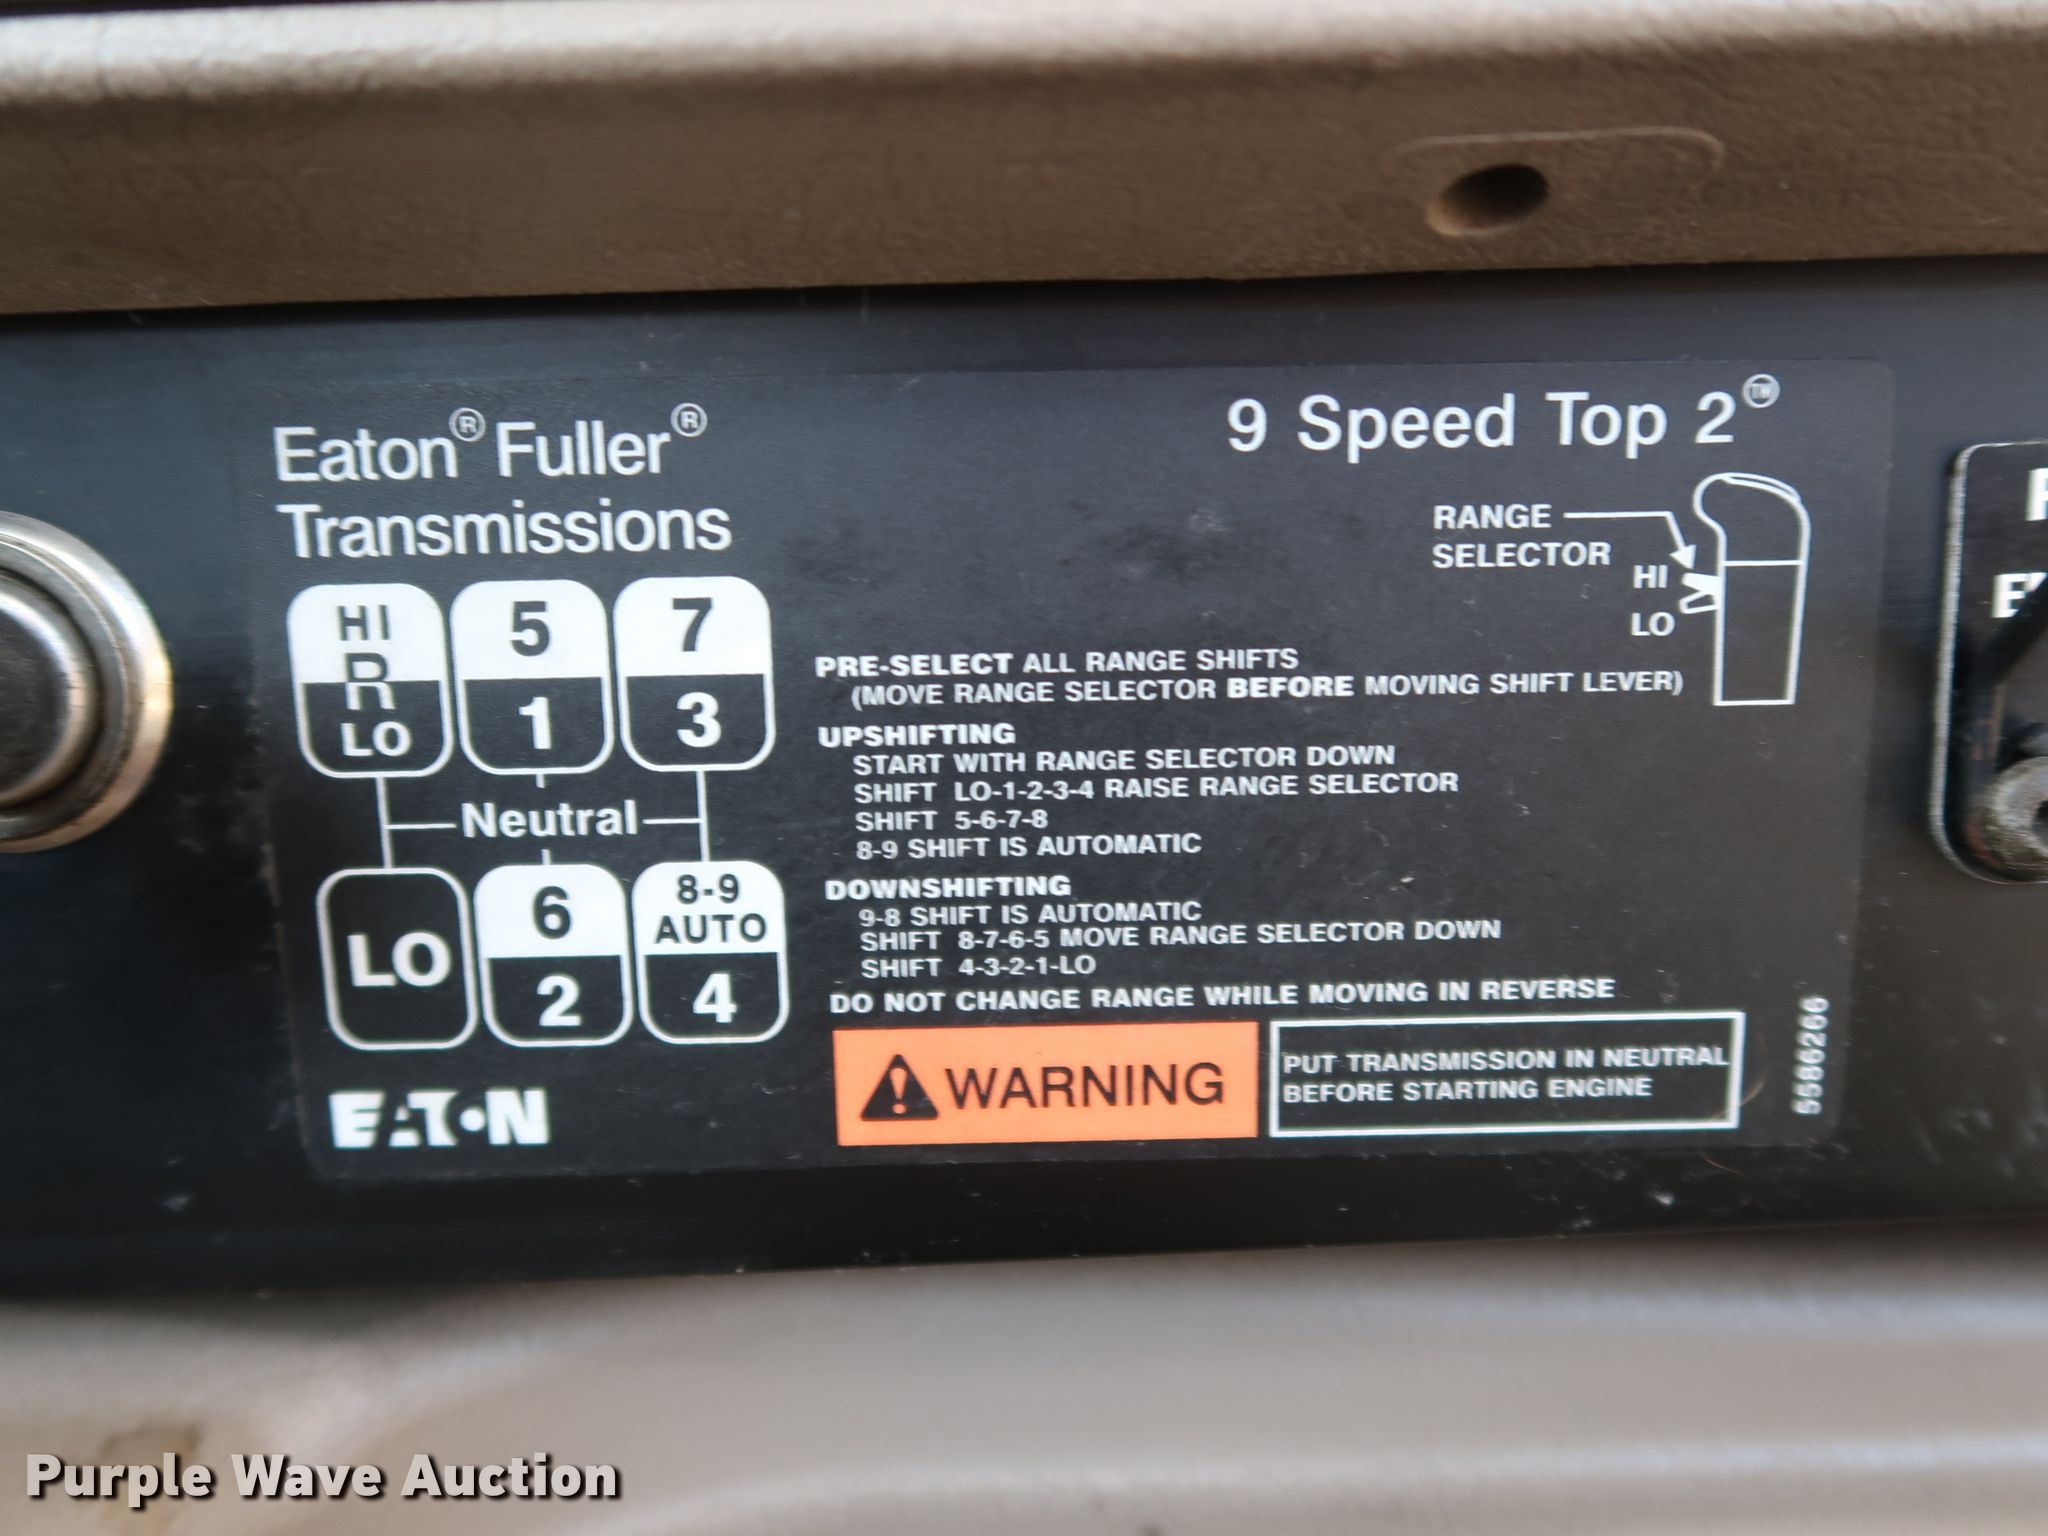 Eaton® Fuller®
Transmissions
9 Speed Top 2™
RANGE
SELECTOR
HI
LO
HI
R
LO
5
1
7
3
Neutral
LO
6
2
8-9
AUTO
4
EATON
PRE-SELECT ALL RANGE SHIFTS
(MOVE RANGE SELECTOR BEFORE MOVING SHIFT LEVER)
UPSHIFTING
START WITH RANGE SELECTOR DOWN
SHIFT LO-1-2-3-4 RAISE RANGE SELECTOR
SHIFT 5-6-7-8
8-9 SHIFT IS AUTOMATIC
DOWNSHIFTING
9-8 SHIFT IS AUTOMATIC
SHIFT 8-7-6-5 MOVE RANGE SELECTOR DOWN
SHIFT 4-3-2-1-LO
DO NOT CHANGE RANGE WHILE MOVING IN REVERSE
WARNING
PUT TRANSMISSION IN NEUTRAL
BEFORE STARTING ENGINE
5586266
Purple Wave Auction